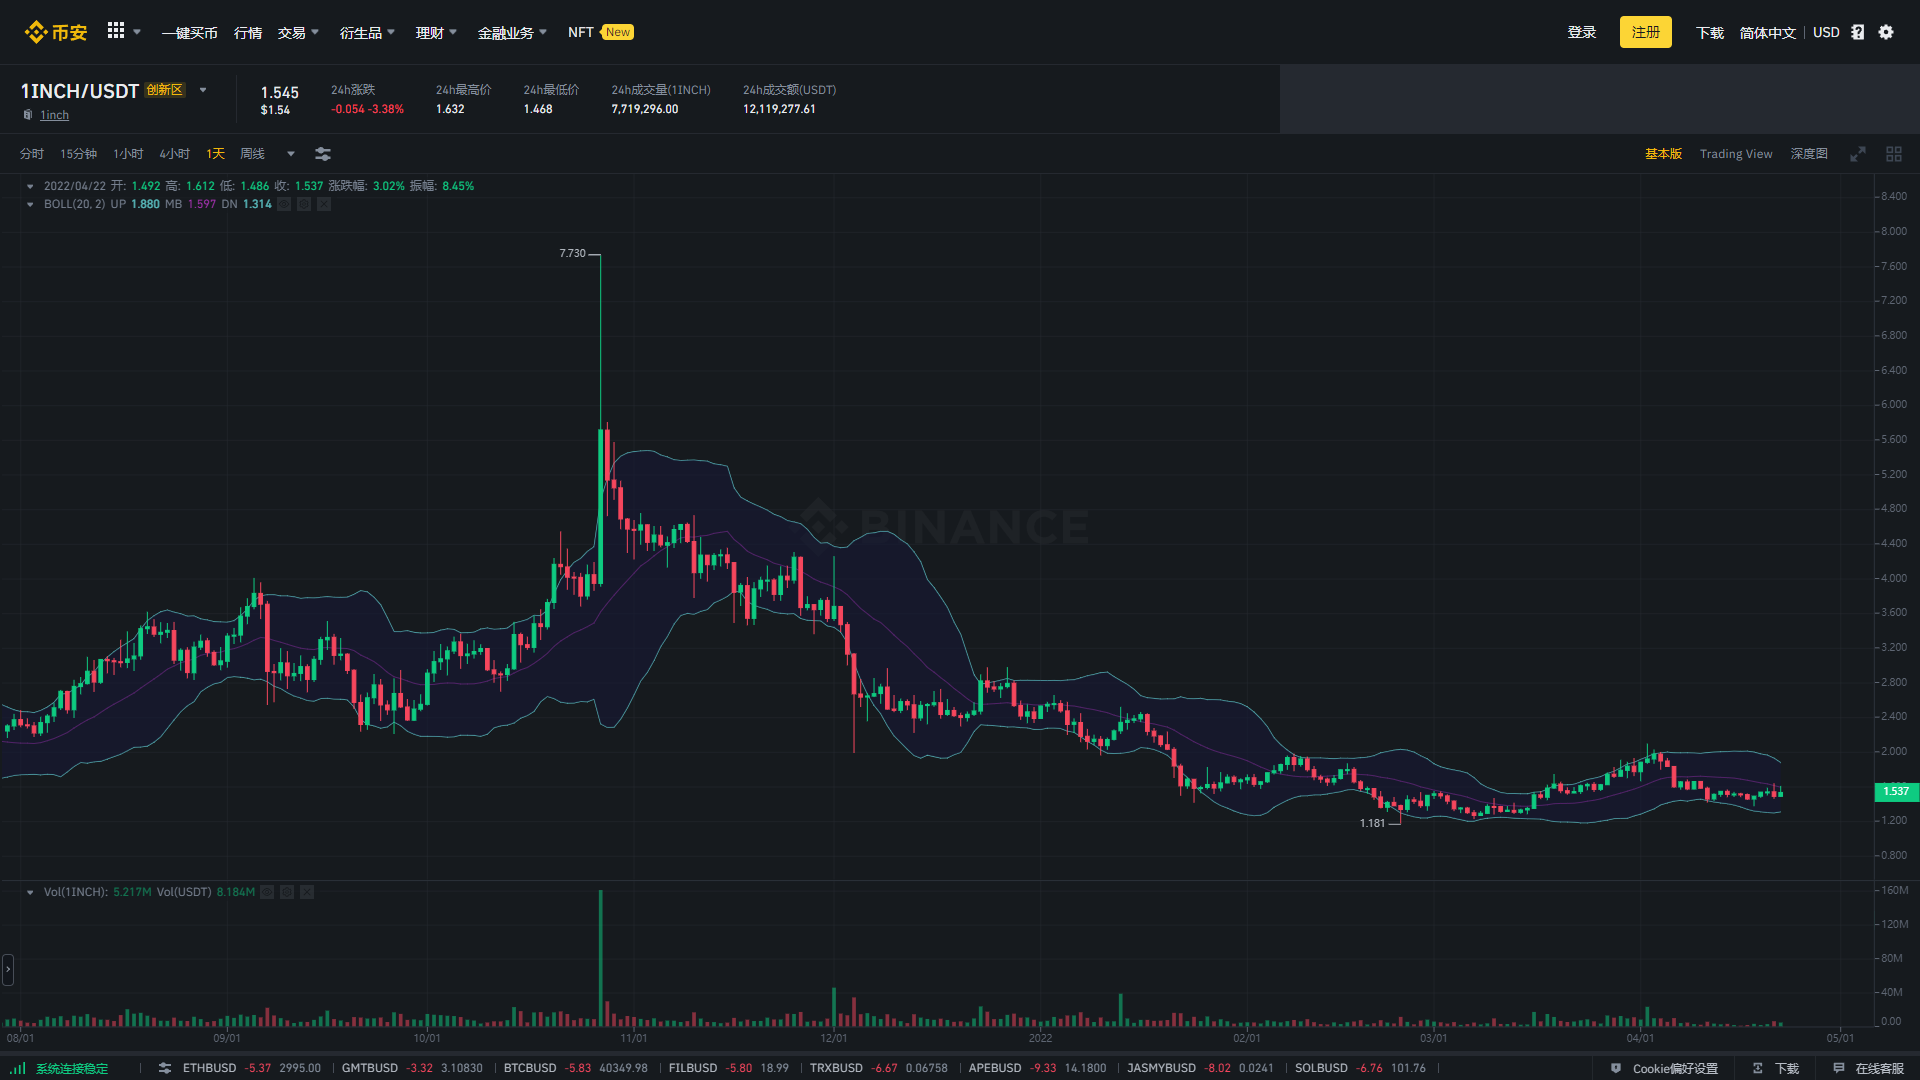 币安 一键买币 行情 交易 衍生品 理财 金融业务 NFT New 登录 注册 下载 简体中文 USD
1INCH/USDT 创新区
1inch
1.545
$1.54
24h涨跌
-0.054 -3.38%
24h最高价
1.632
24h最低价
1.468
24h成交量(1INCH)
7,719,296.00
24h成交额(USDT)
12,119,277.61
分时 15分钟 1小时 4小时 1天 周线 基本版 Trading View 深度图
2022/04/22 开: 1.492 高: 1.612 低: 1.486 收: 1.537 涨跌幅: 3.02% 振幅: 8.45%
BOLL(20, 2) UP 1.880 MB 1.597 DN 1.314
8.400
8.000
7.730
7.600
7.200
6.800
6.400
6.000
5.600
5.200
4.800
BINANCE
4.400
4.000
3.600
3.200
2.800
2.400
2.000
1.537
1.181
1.200
0.800
Vol(1INCH): 5.217M Vol(USDT) 8.184M
160M
120M
80M
40M
0.00
08/01 09/01 10/01 11/01 12/01 2022 02/01 03/01 04/01 05/01
系统连接稳定 ETHBUSD -5.37 2995.00 GMTBUSD -3.32 3.10830 BTCBUSD -5.83 40349.98 FILBUSD -5.80 18.99 TRXBUSD -6.67 0.06758 APEBUSD -9.33 14.1800 JASMYBUSD -8.02 0.0241 SOLBUSD -6.76 101.76 Cookie偏好设置 下载 在线客服